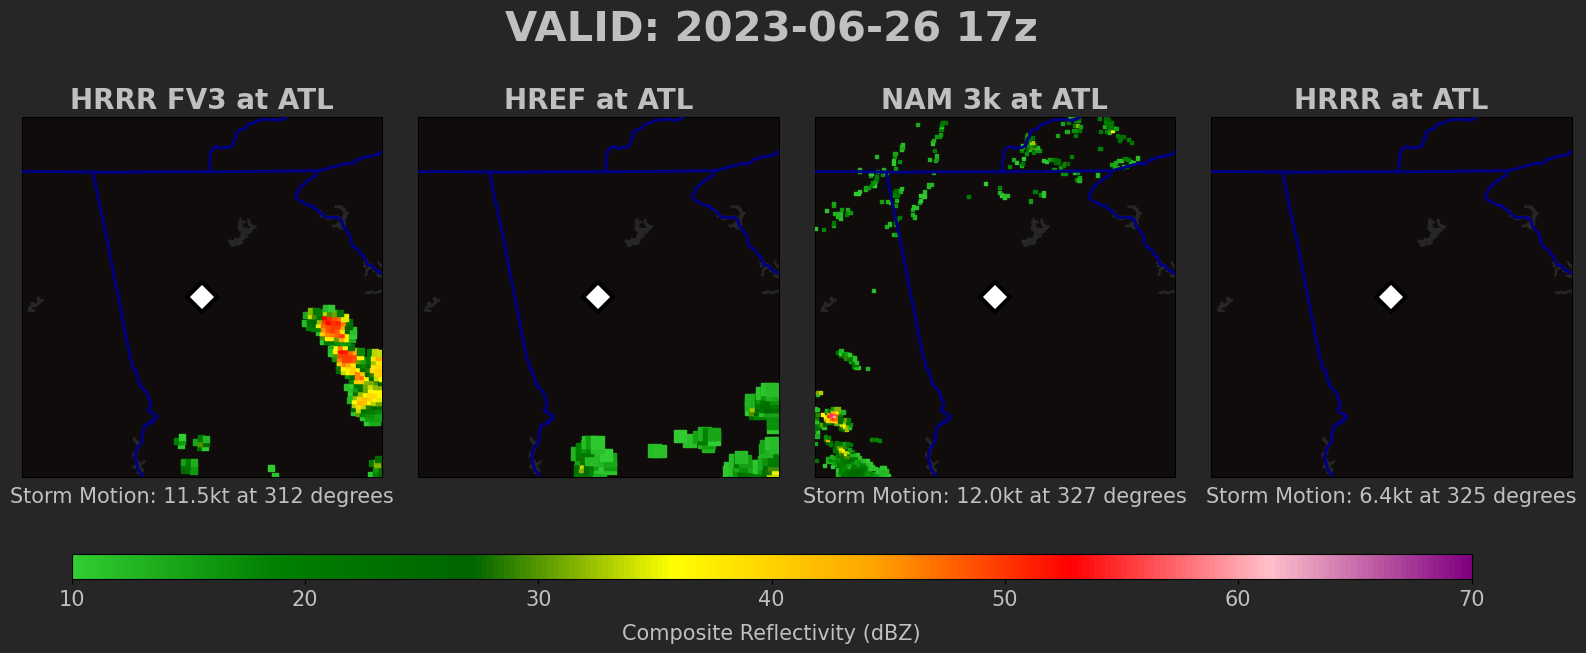 VALID: 2023-06-26 17z
HRRR FV3 at ATL
HREF at ATL
NAM 3k at ATL
HRRR at ATL
Storm Motion: 11.5kt at 312 degrees
Storm Motion: 12.0kt at 327 degrees
Storm Motion: 6.4kt at 325 degrees
10 20 30 40 50 60 70
Composite Reflectivity (dBZ)